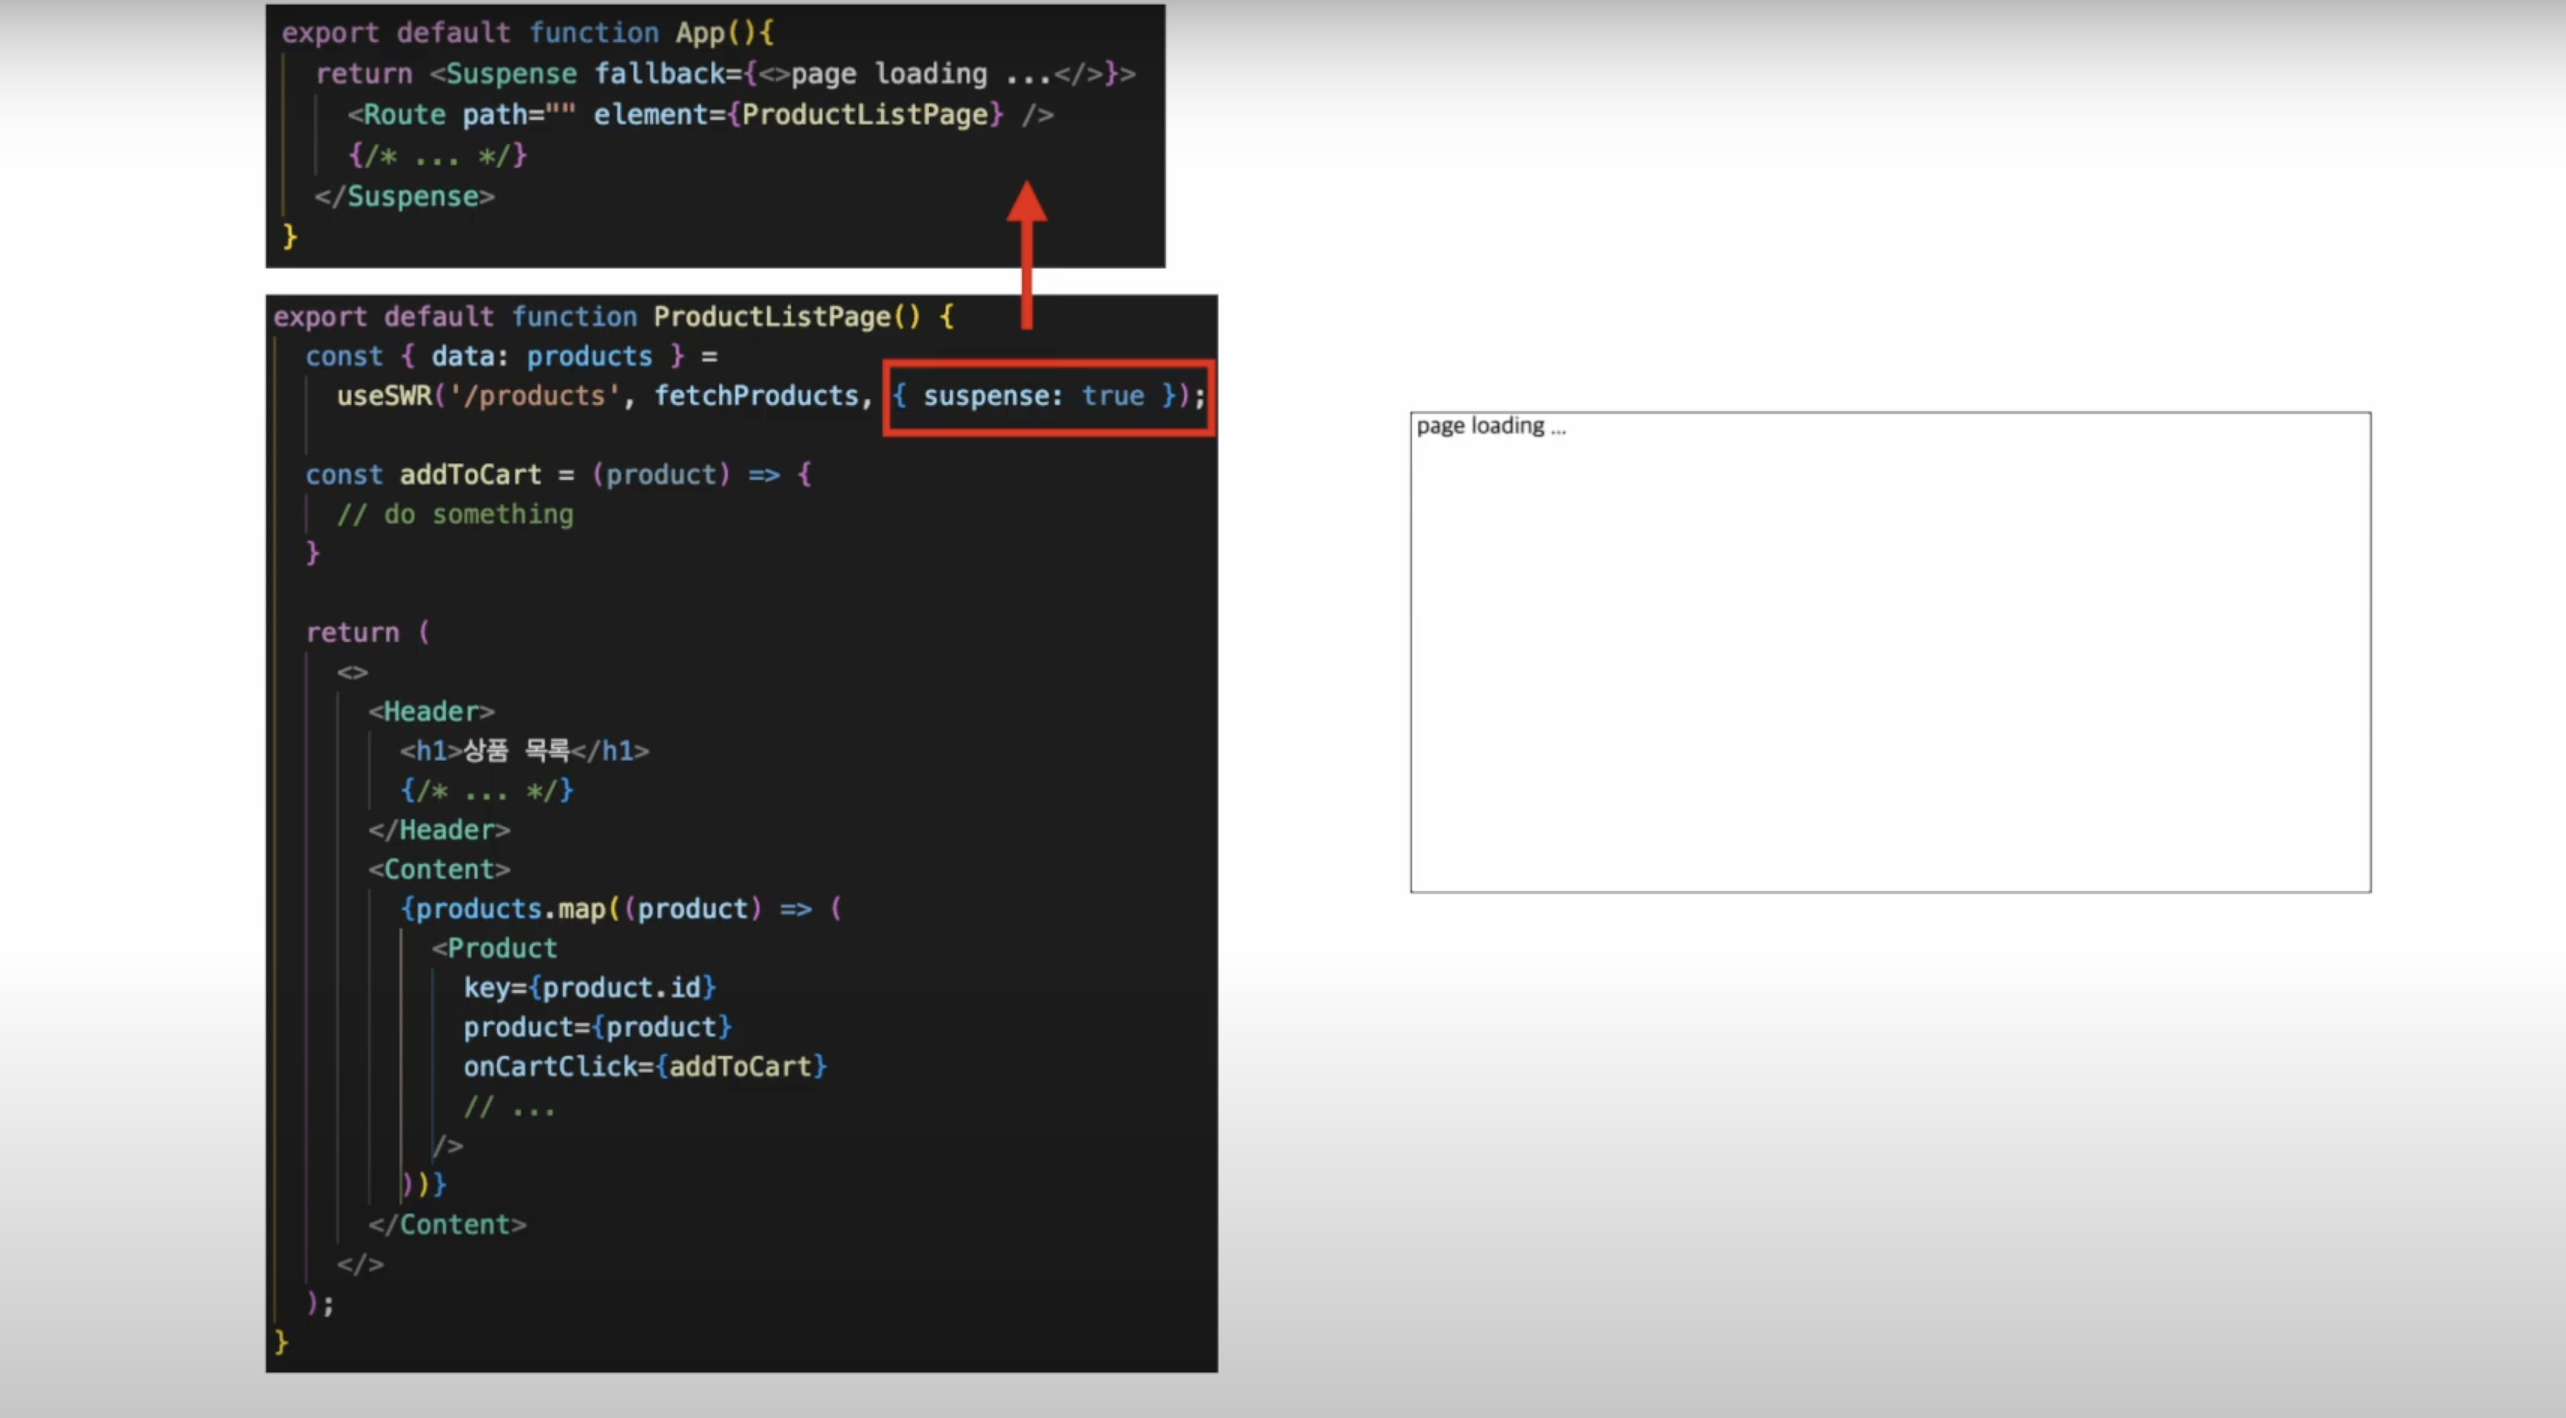 export default function App(){
return <Suspense fallback={<>page loading ...</>}>
<Route path="" element={ProductListPage} />
{/* ... */}
</Suspense>
}
export default function ProductListPage() {
const { data: products } =
useSWR('/products', fetchProducts, { suspense: true });
const addToCart = (product) => {
// do something
}
return (
<>
<Header>
<h1>상품 목록</h1>
{/* ... */}
</Header>
<Content>
{products.map((product) => (
<Product
key={product.id}
product={product}
onCartClick={addToCart}
// ...
/>
))}
</Content>
</>
);
}
page loading ...